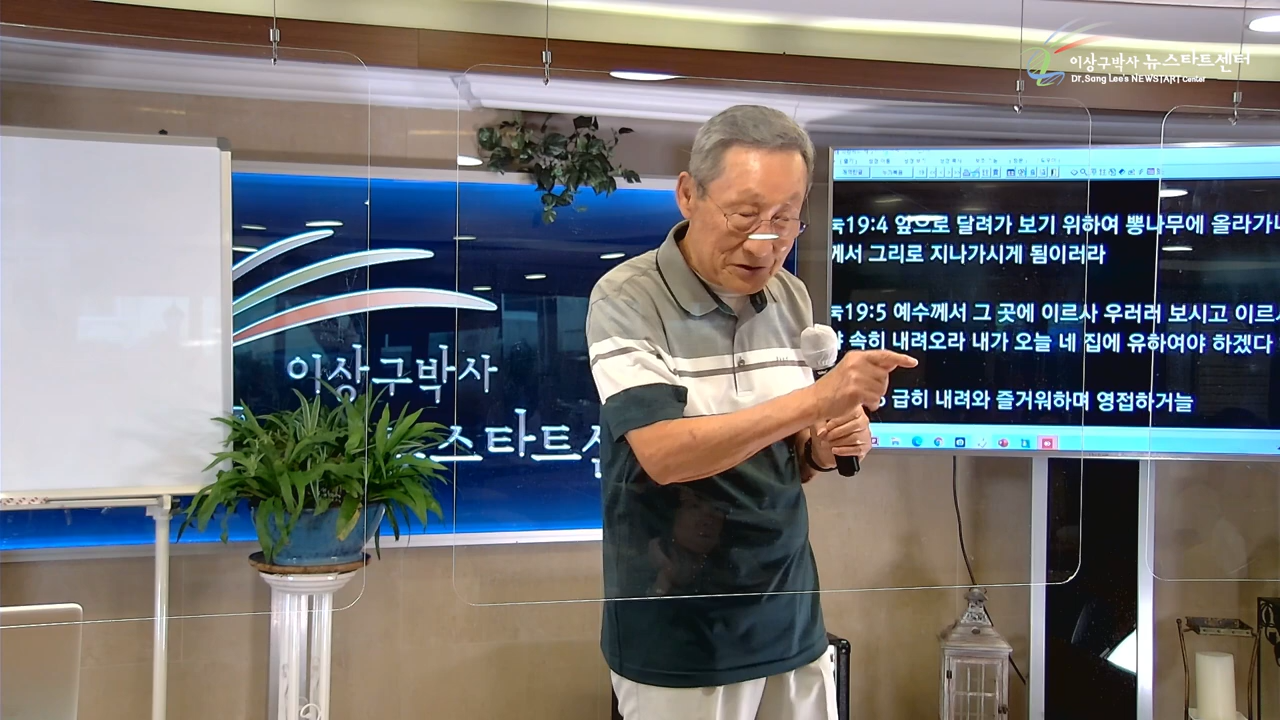 이상구박사 뉴스타트센터
Dr. Sang Lee's NEWSTART Center
눅19:4 앞으로 달려가 보기 위하여 뽕나무에 올라가니
께서 그리로 지나가시게 됨이러라
눅19:5 예수께서 그 곳에 이르사 우러러 보시고 이르시
속히 내려오라 내가 오늘 네 집에 유하여야 하겠다
급히 내려와 즐거워하며 영접하거늘
이상구박사
뉴스타트센